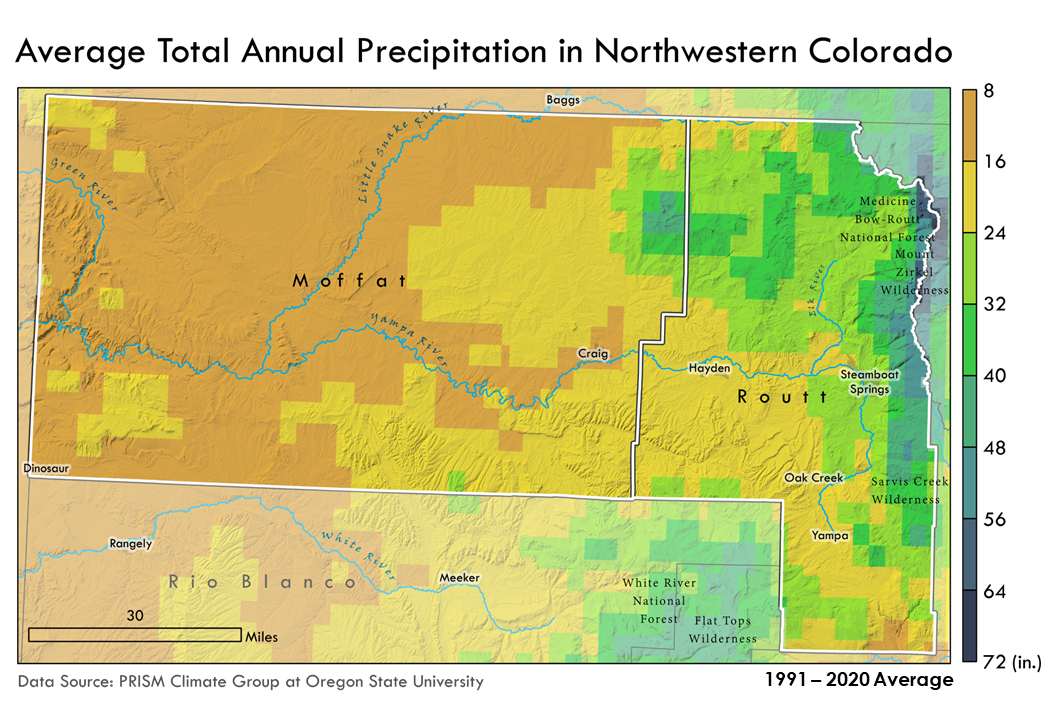 Average Total Annual Precipitation in Northwestern Colorado
Baggs
8
Little Snake River
16
Green River
Medicine
Bow-Routt
National Forest
24
Mount
Zirkel
Wilderness
Moffat
Elk River
32
Yampa River
Craig
Hayden
Steamboat
Springs
40
Routt
48
Dinosaur
Oak Creek
Sarvis Creek
Wilderness
56
Rangely
White River
Yampa
Rio Blanco
Meeker
White River
National
Forest
64
30
Miles
Flat Tops
Wilderness
72 (in.)
Data Source: PRISM Climate Group at Oregon State University
1991 – 2020 Average